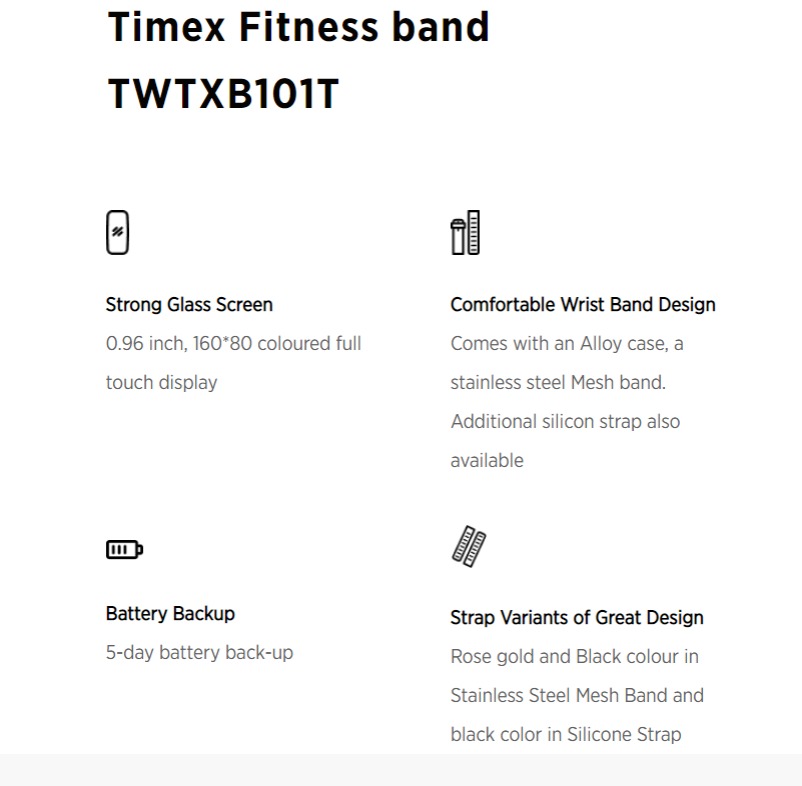 Timex Fitness band
TWTXB101T
Strong Glass Screen
0.96 inch, 160*80 coloured full
touch display
Comfortable Wrist Band Design
Comes with an Alloy case, a
stainless steel Mesh band.
Additional silicon strap also
available
Battery Backup
5-day battery back-up
Strap Variants of Great Design
Rose gold and Black colour in
Stainless Steel Mesh Band and
black color in Silicone Strap